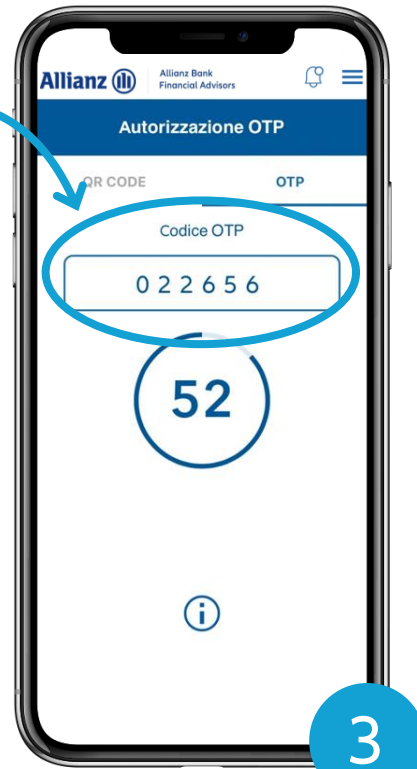 Allianz
Allianz Bank
Financial Advisors
Autorizzazione OTP
QR CODE
OTP
Codice OTP
022656
52
i
3